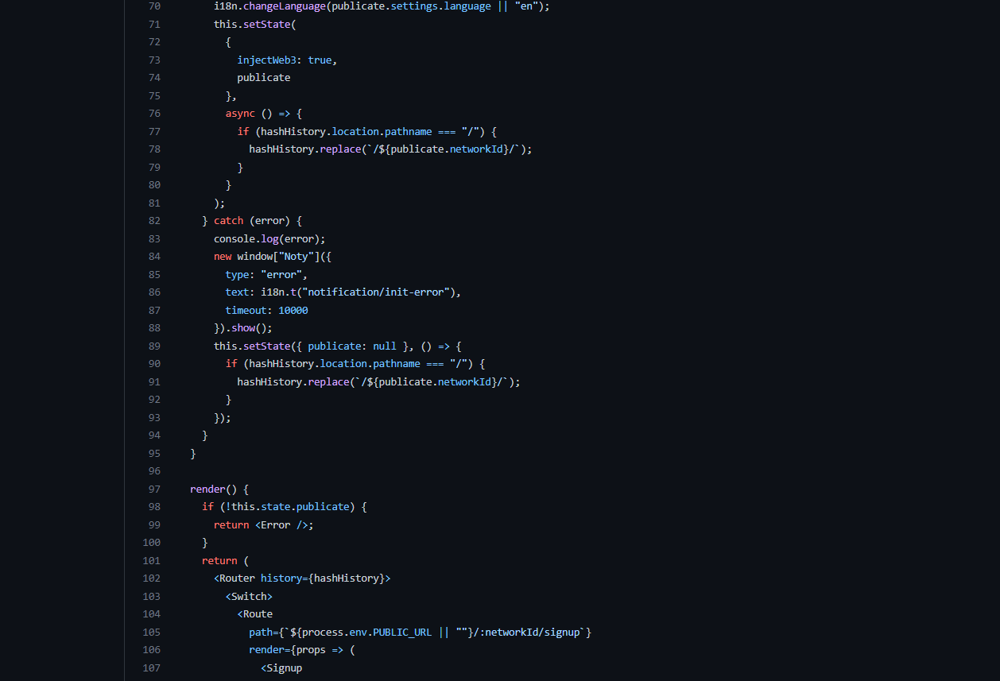 70 i18n.changeLanguage(publicate.settings.language || "en");
71 this.setState(
72 {
73 injectWeb3: true,
74 publicate
75 },
76 async () => {
77 if (hashHistory.location.pathname === "/") {
78 hashHistory.replace(`/${publicate.networkId}/`);
79 }
80 }
81 );
82 } catch (error) {
83 console.log(error);
84 new window["Noty"]({
85 type: "error",
86 text: i18n.t("notification/init-error"),
87 timeout: 10000
88 }).show();
89 this.setState({ publicate: null }, () => {
90 if (hashHistory.location.pathname === "/") {
91 hashHistory.replace(`/${publicate.networkId}/`);
92 }
93 });
94 }
95 }
96
97 render() {
98 if (!this.state.publicate) {
99 return <Error />;
100 }
101 return (
102 <Router history={hashHistory}>
103 <Switch>
104 <Route
105 path={`${process.env.PUBLIC_URL || ""}/:networkId/signup`}
106 render={props => (
107 <Signup